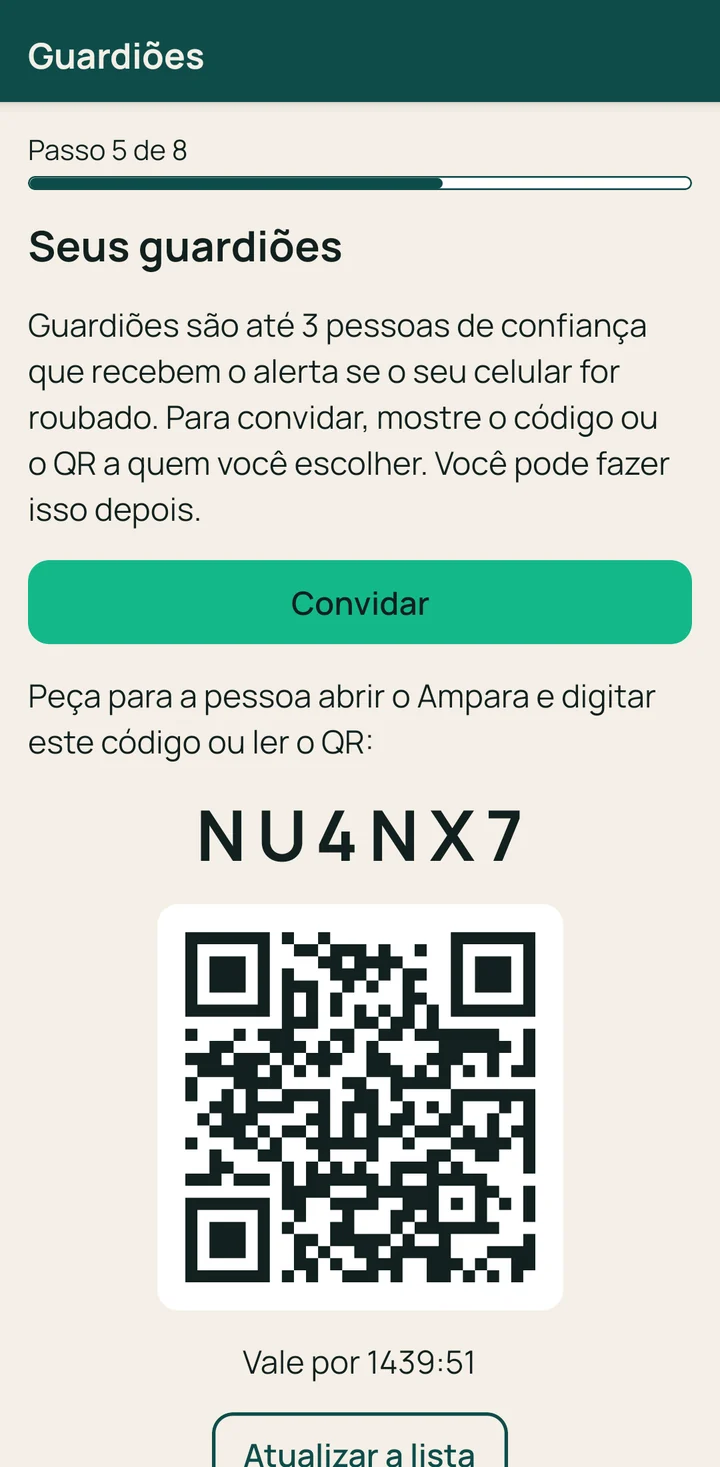 Guardiões
Passo 5 de 8
Seus guardiões
Guardiões são até 3 pessoas de confiança
que recebem o alerta se o seu celular for
roubado. Para convidar, mostre o código ou
o QR a quem você escolher. Você pode fazer
isso depois.
Convidar
Peça para a pessoa abrir o Ampara e digitar
este código ou ler o QR:
NU4NX7
Vale por 1439:51
Atualizar a lista